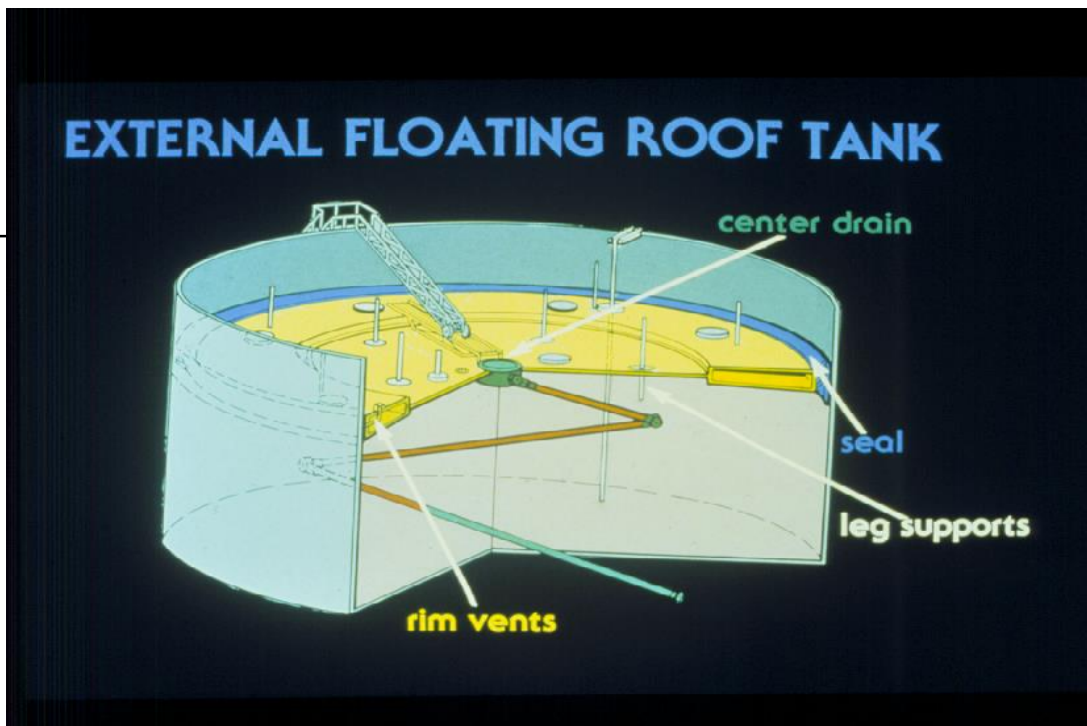 EXTERNAL FLOATING ROOF TANK
center drain
seal
leg supports
rim vents